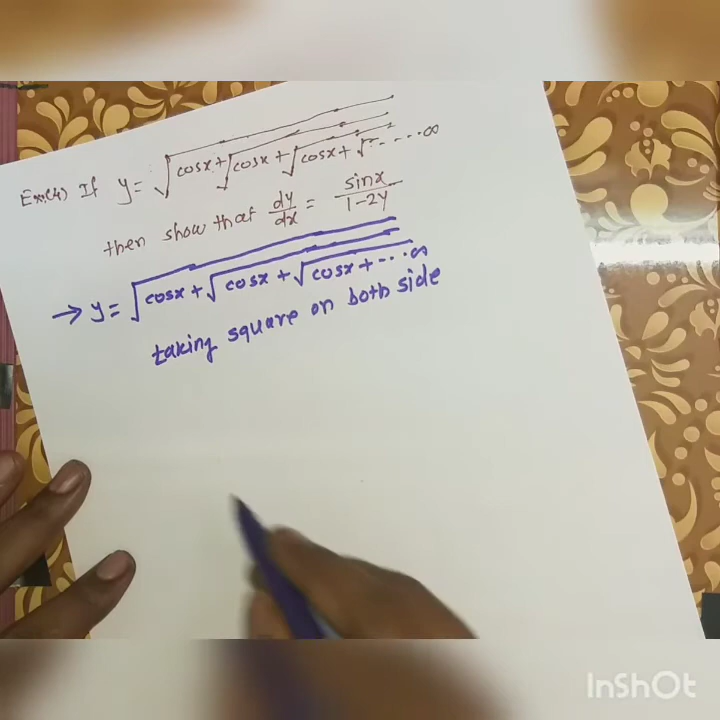 Ex.(4) If y = √cosx + √cosx + √cosx + √- - ....∞
then show that dy/dx = sinx/1-2y
→ y = √cosx + √cosx + √cosx + ...∞
taking square on both side
InShOt